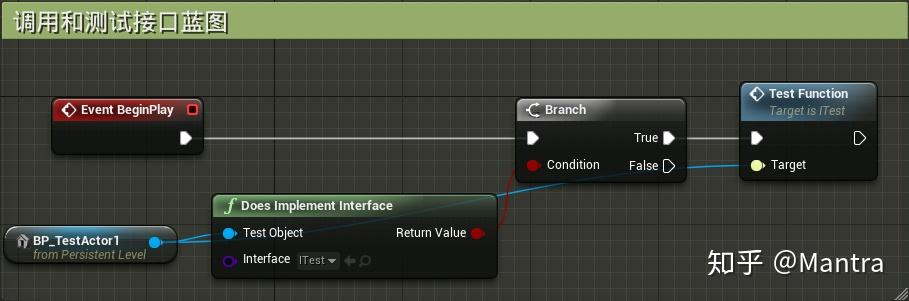 调用和测试接口蓝图
Event BeginPlay
Branch
True
Condition
False
Test Function
Target is ITest
Target
Does Implement Interface
Test Object
Return Value
Interface
ITest
BP_TestActor1
from Persistent Level
知乎 @Mantra